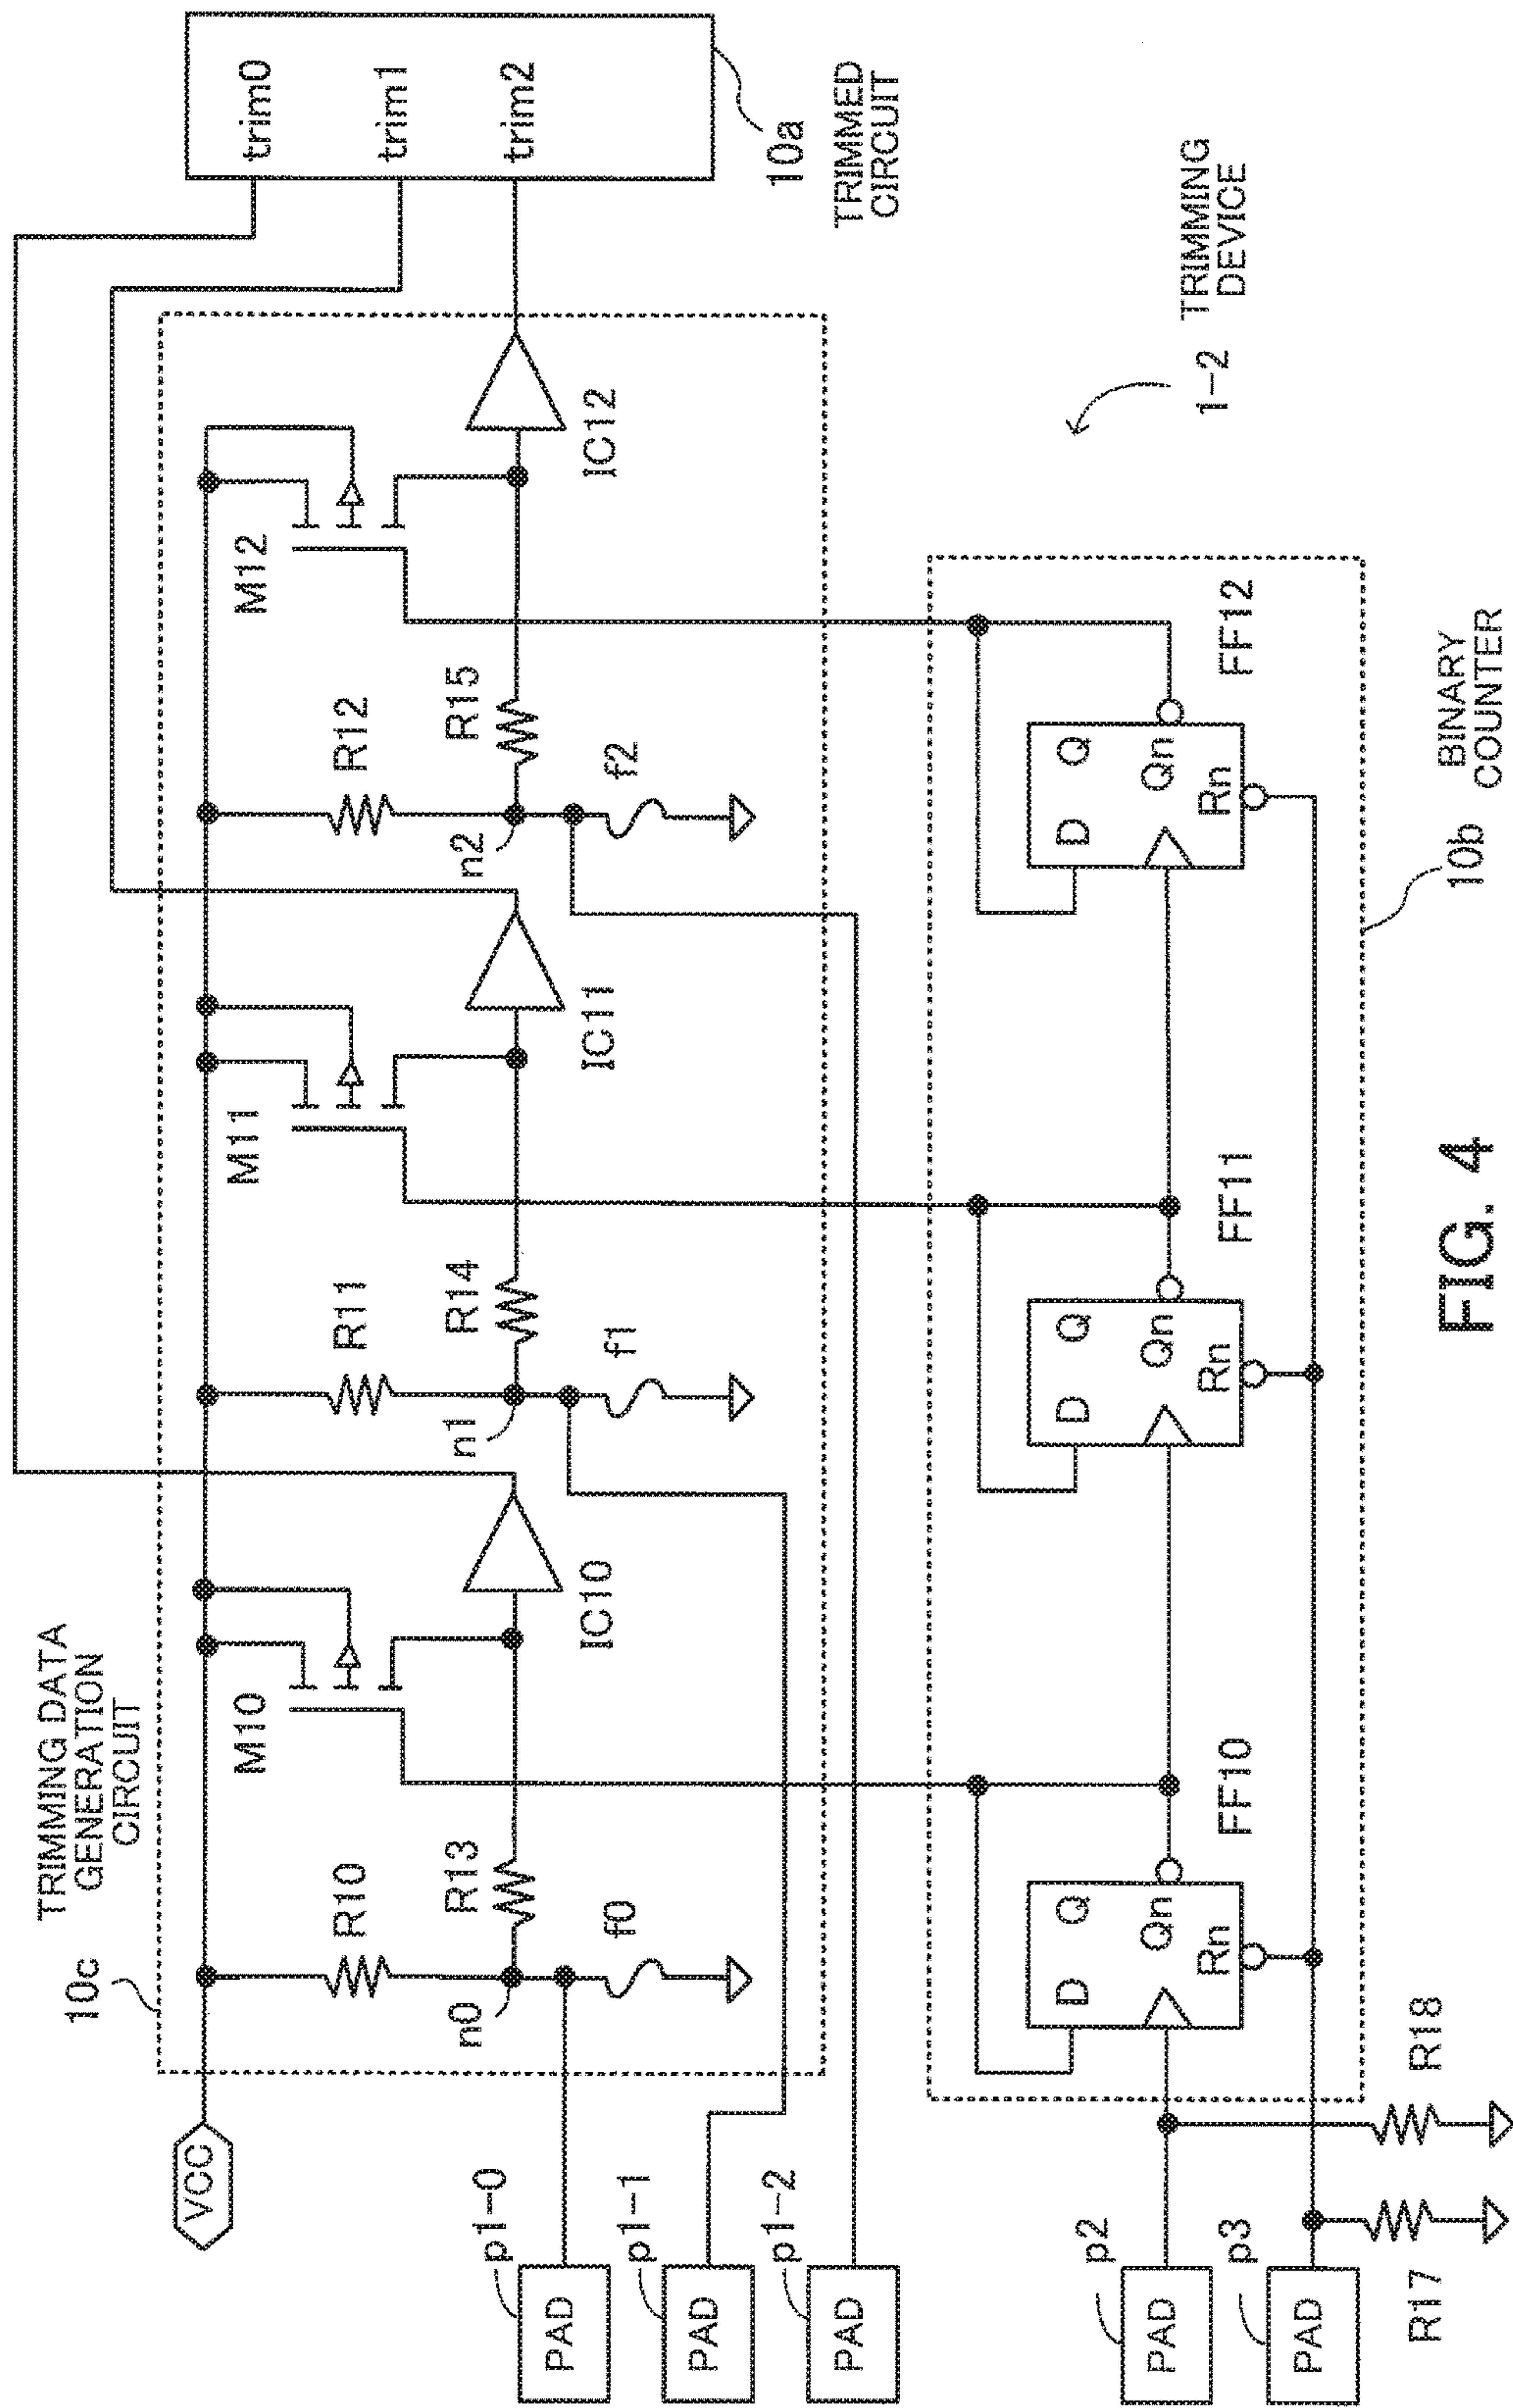 TRIMMING DATA
GENERATION
CIRCUIT
10c
VCC
R10
M10
R11
M11
R12
M12
trim0
trim1
trim2
n0
R13
IC10
n1
R14
IC11
n2
R15
IC12
f0
f1
f2
10a
TRIMMED
CIRCUIT
p1-0
PAD
p1-1
PAD
p1-2
PAD
p2
PAD
p3
PAD
D Q
Qn
Rn
FF10
D Q
Qn
Rn
FF11
D Q
Qn
Rn
FF12
R17
R18
1-2
TRIMMING
DEVICE
10b
BINARY
COUNTER
FIG. 4